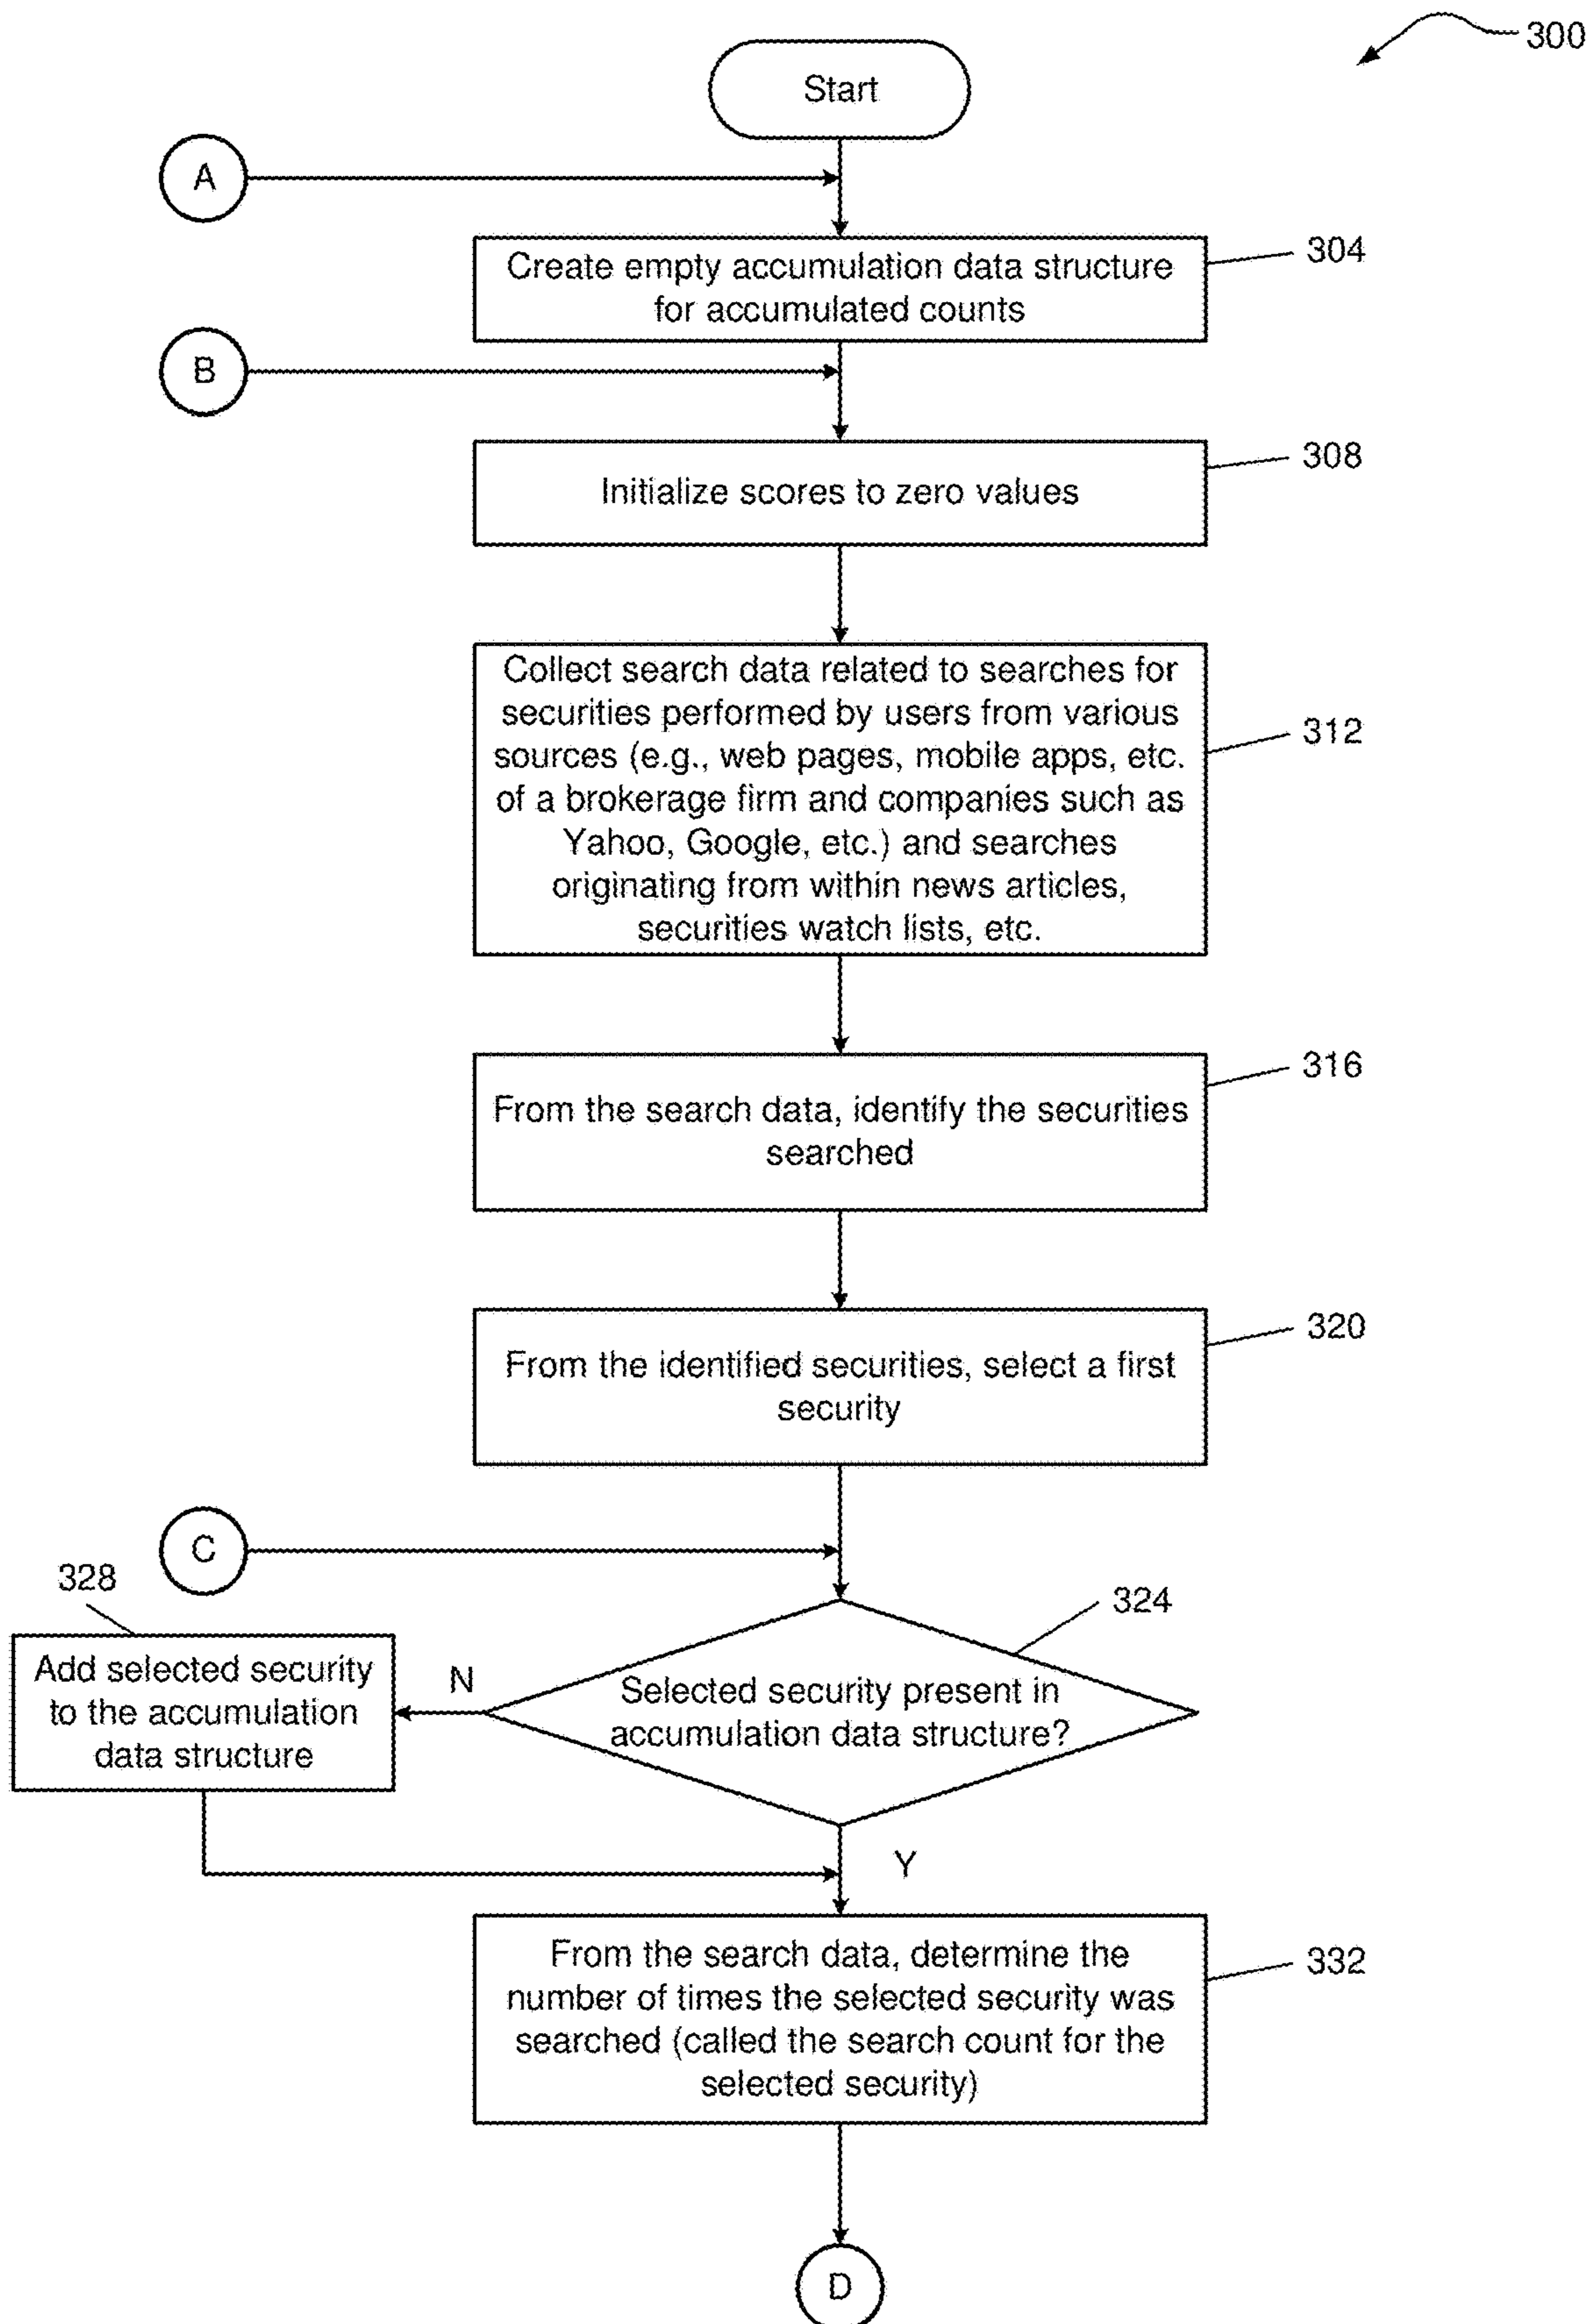 300
Start
A
304
Create empty accumulation data structure
for accumulated counts
B
308
Initialize scores to zero values
Collect search data related to searches for
securities performed by users from various
sources (e.g., web pages, mobile apps, etc.
of a brokerage firm and companies such as
Yahoo, Google, etc.) and searches
originating from within news articles,
securities watch lists, etc.
312
316
From the search data, identify the securities
searched
320
From the identified securities, select a first
security
C
328
324
Add selected security
to the accumulation
data structure
N
Selected security present in
accumulation data structure?
Y
From the search data, determine the
number of times the selected security was
searched (called the search count for the
selected security)
332
D